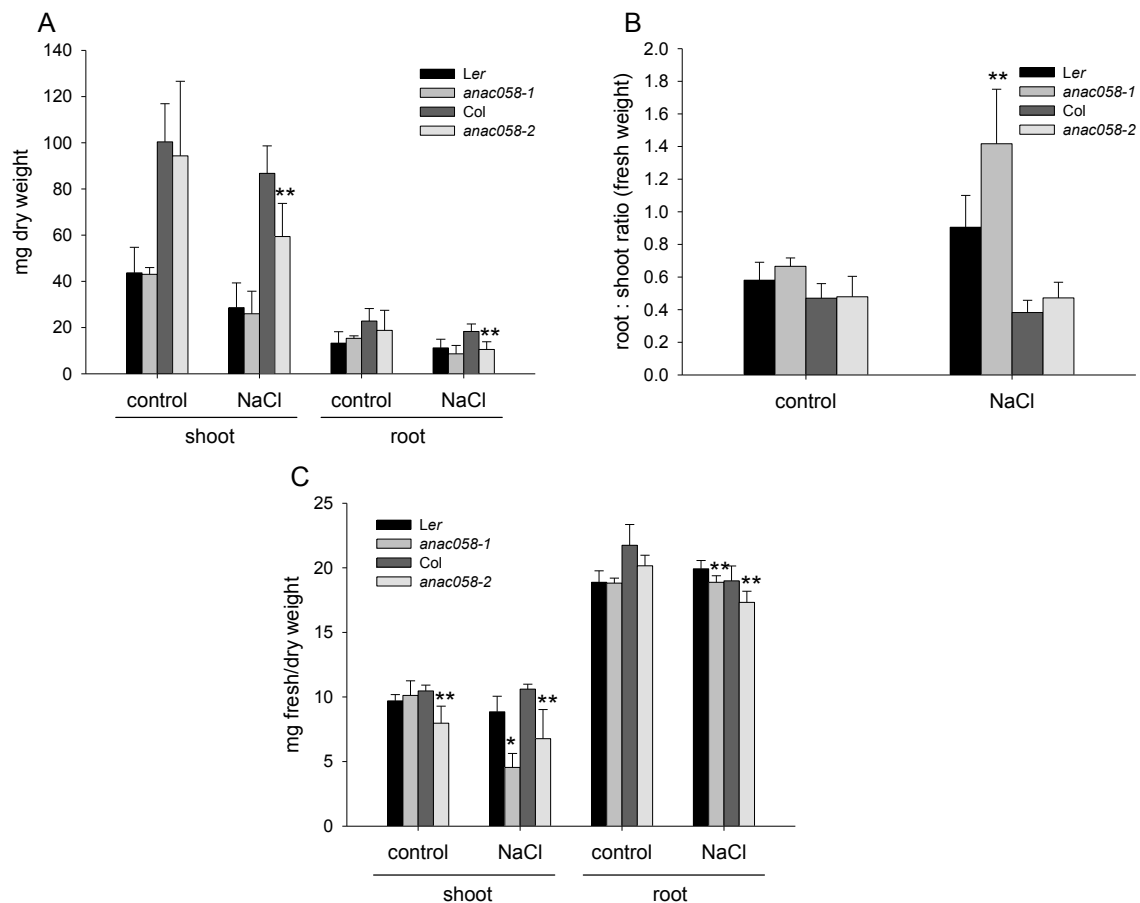 A
mg dry weight
140
120
100
80
60
40
20
0
Ler
anac058-1
Col
anac058-2
**
**
control NaCl control NaCl
shoot root
B
root : shoot ratio (fresh weight)
2.0
1.8
1.6
1.4
1.2
1.0
0.8
0.6
0.4
0.2
0.0
**
Ler
anac058-1
Col
anac058-2
control NaCl
C
mg fresh/dry weight
25
20
15
10
5
0
Ler
anac058-1
Col
anac058-2
**
*
**
**
**
control NaCl control NaCl
shoot root